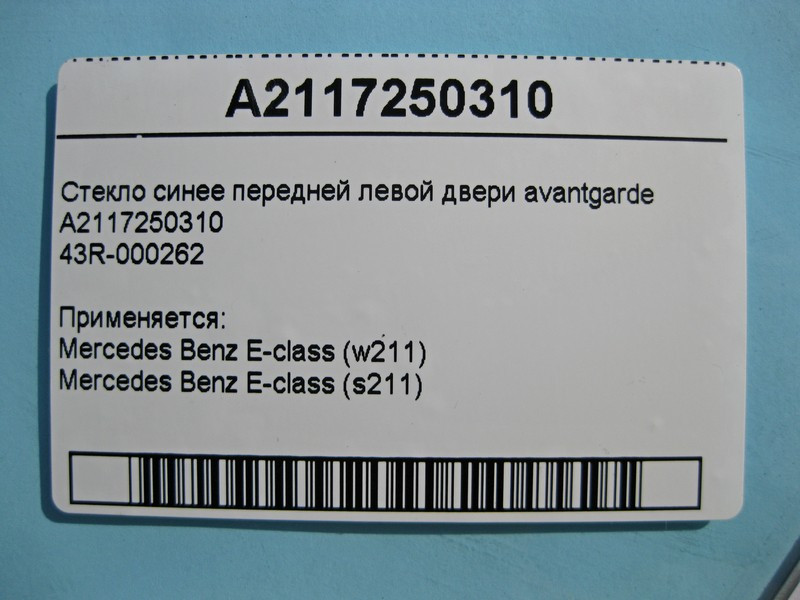 A2117250310
Стекло синее передней левой двери avantgarde
A2117250310
43R-000262
Применяется:
Mercedes Benz E-class (w211)
Mercedes Benz E-class (s211)